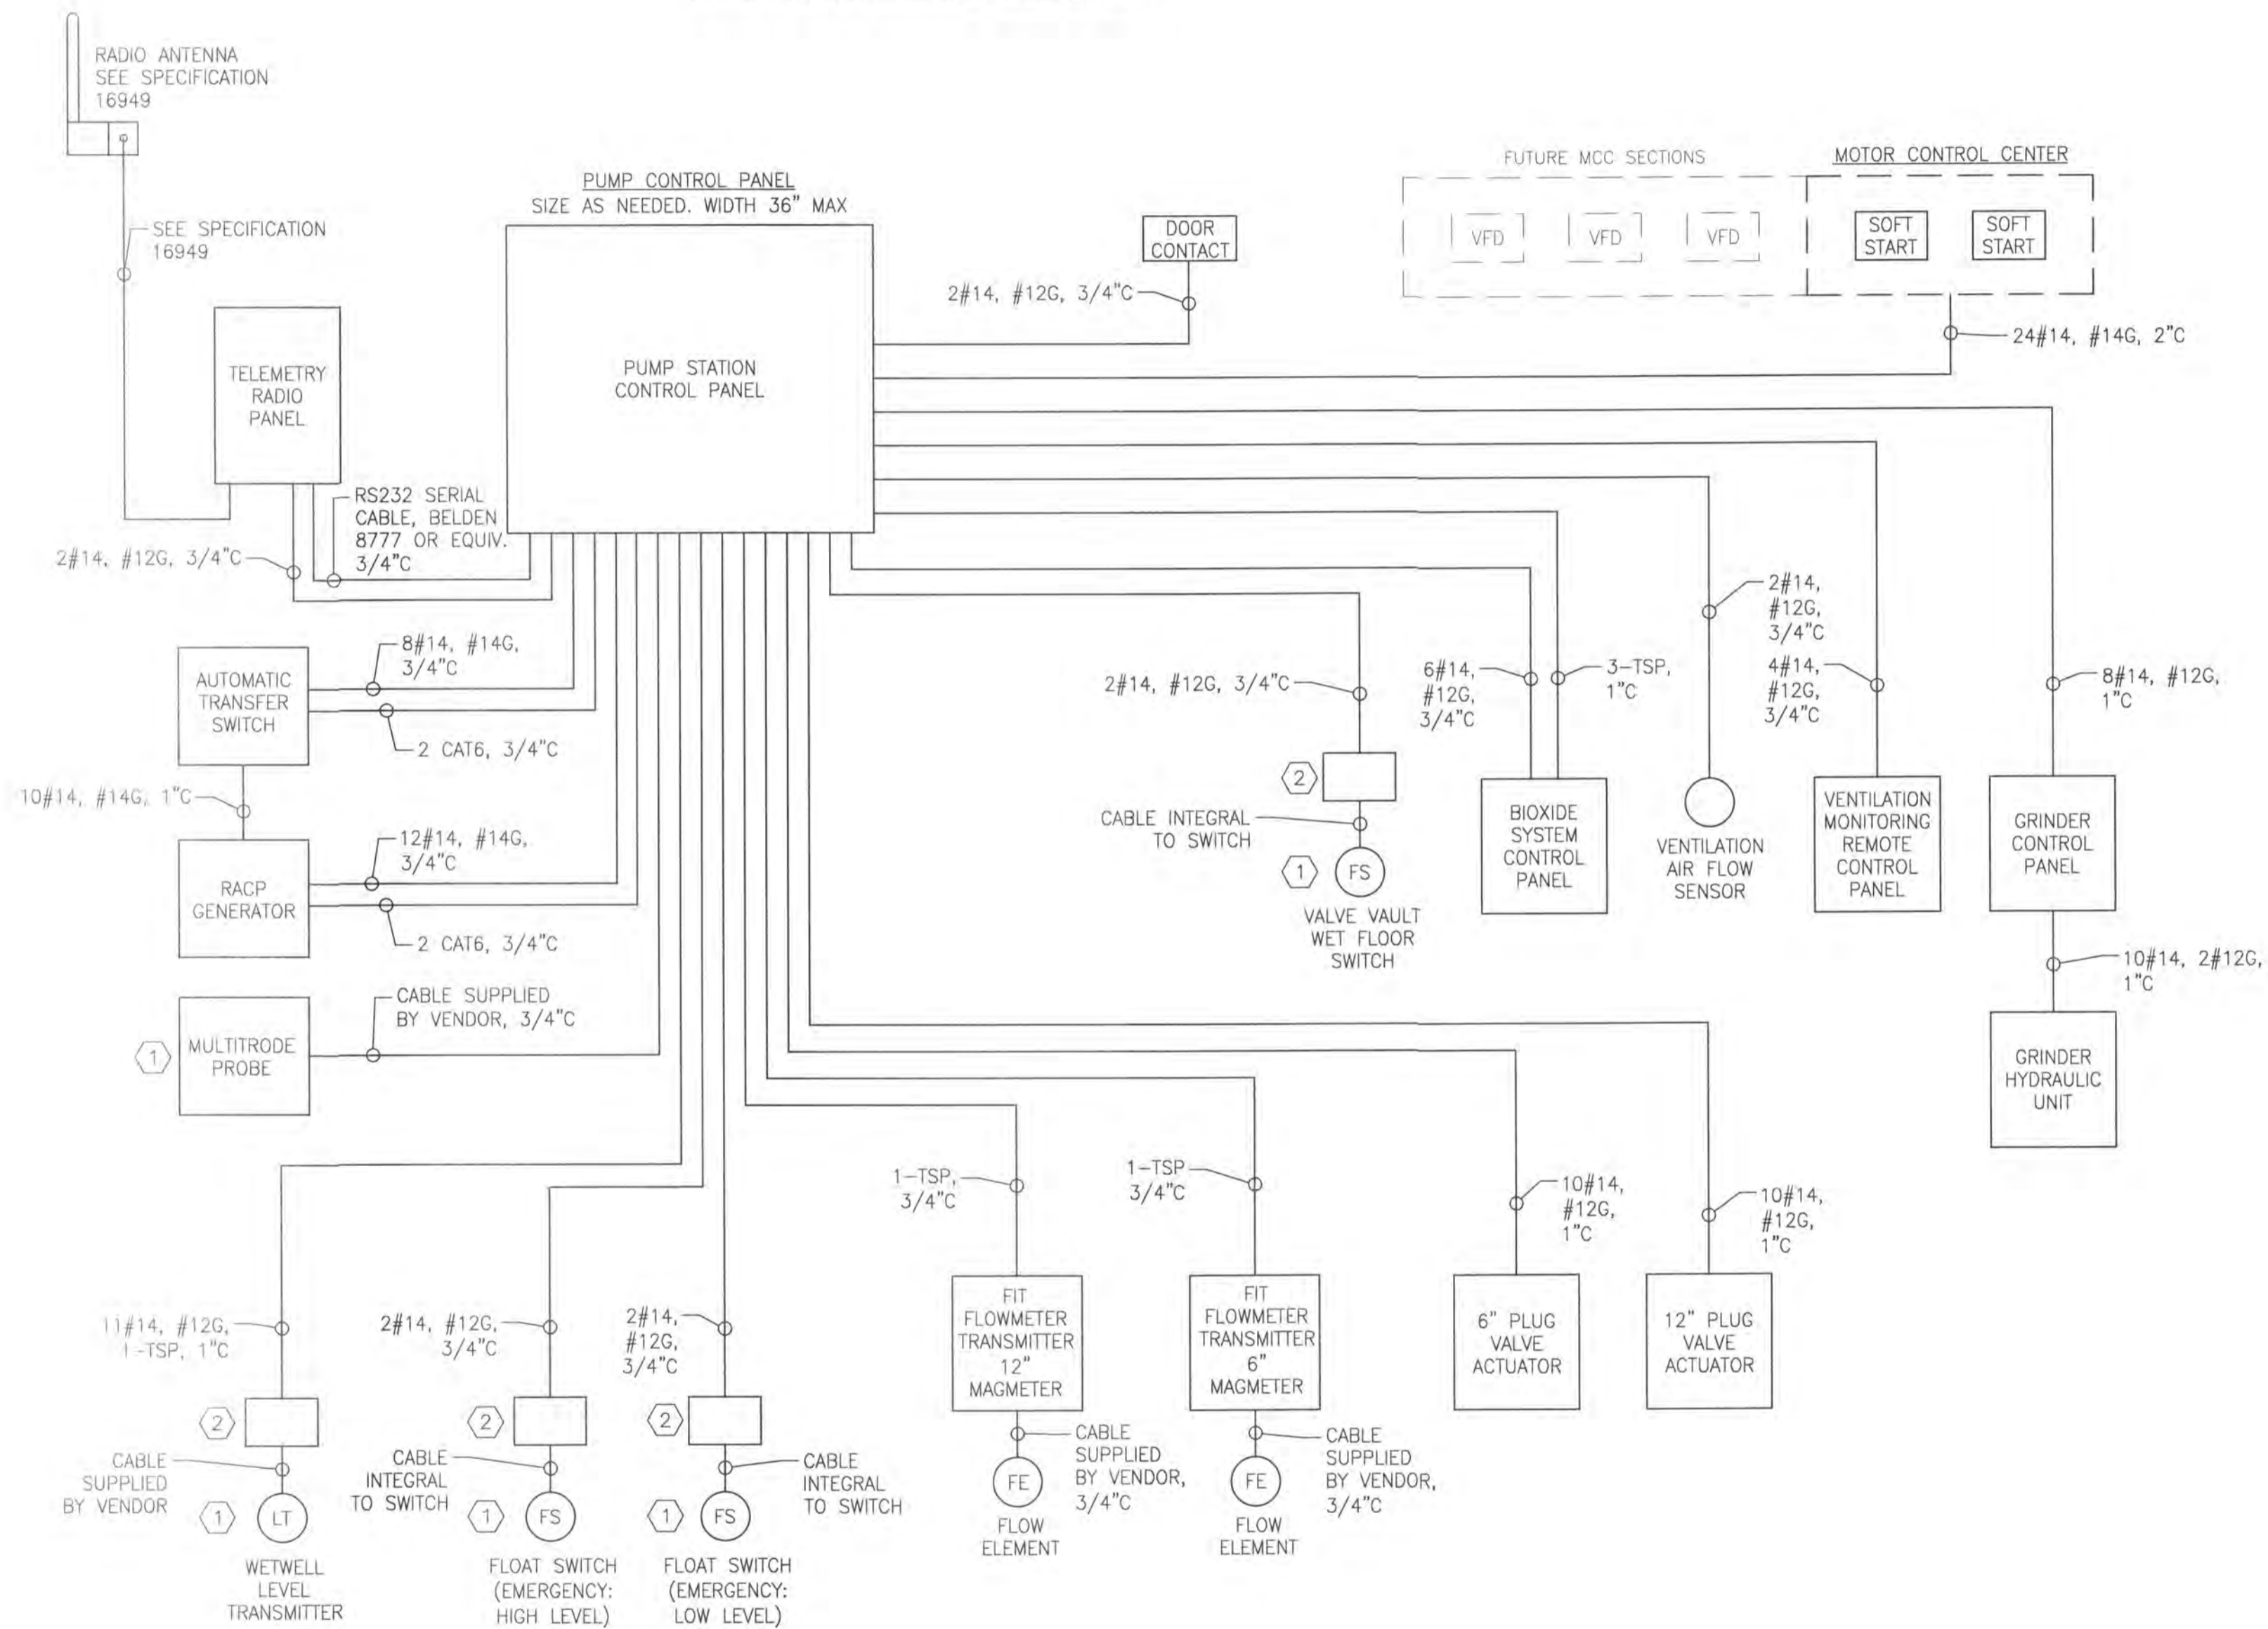 RADIO ANTENNA
SEE SPECIFICATION
16949
SEE SPECIFICATION
16949
PUMP CONTROL PANEL
SIZE AS NEEDED. WIDTH 36" MAX
PUMP STATION
CONTROL PANEL
TELEMETRY
RADIO
PANEL
RS232 SERIAL
CABLE, BELDEN
8777 OR EQUIV.
3/4"C
2#14, #12G, 3/4"C
DOOR
CONTACT
2#14, #12G, 3/4"C
FUTURE MCC SECTIONS
VFD
VFD
VFD
MOTOR CONTROL CENTER
SOFT
START
SOFT
START
24#14, #14G, 2"C
AUTOMATIC
TRANSFER
SWITCH
8#14, #14G,
3/4"C
2 CAT6, 3/4"C
10#14, #14G, 1"C
RACP
GENERATOR
12#14, #14G,
3/4"C
2 CAT6, 3/4"C
1
MULTITRODE
PROBE
CABLE SUPPLIED
BY VENDOR, 3/4"C
2#14, #12G, 3/4"C
2
CABLE INTEGRAL
TO SWITCH
1
FS
VALVE VAULT
WET FLOOR
SWITCH
6#14,
#12G,
3/4"C
3-TSP,
1"C
BIOXIDE
SYSTEM
CONTROL
PANEL
2#14,
#12G,
3/4"C
VENTILATION
AIR FLOW
SENSOR
4#14,
#12G,
3/4"C
VENTILATION
MONITORING
REMOTE
CONTROL
PANEL
8#14, #12G,
1"C
GRINDER
CONTROL
PANEL
10#14, 2#12G,
1"C
GRINDER
HYDRAULIC
UNIT
11#14, #12G,
1-TSP, 1"C
2
CABLE
SUPPLIED
BY VENDOR
1
LT
WETWELL
LEVEL
TRANSMITTER
2#14, #12G,
3/4"C
2
CABLE
INTEGRAL
TO SWITCH
1
FS
FLOAT SWITCH
(EMERGENCY:
HIGH LEVEL)
2#14,
#12G,
3/4"C
2
CABLE
INTEGRAL
TO SWITCH
1
FS
FLOAT SWITCH
(EMERGENCY:
LOW LEVEL)
1-TSP,
3/4"C
FIT
FLOWMETER
TRANSMITTER
12"
MAGMETER
CABLE
SUPPLIED
BY VENDOR,
3/4"C
FE
FLOW
ELEMENT
1-TSP
3/4"C
FIT
FLOWMETER
TRANSMITTER
6"
MAGMETER
CABLE
SUPPLIED
BY VENDOR,
3/4"C
FE
FLOW
ELEMENT
10#14,
#12G,
1"C
6" PLUG
VALVE
ACTUATOR
10#14,
#12G,
1"C
12" PLUG
VALVE
ACTUATOR